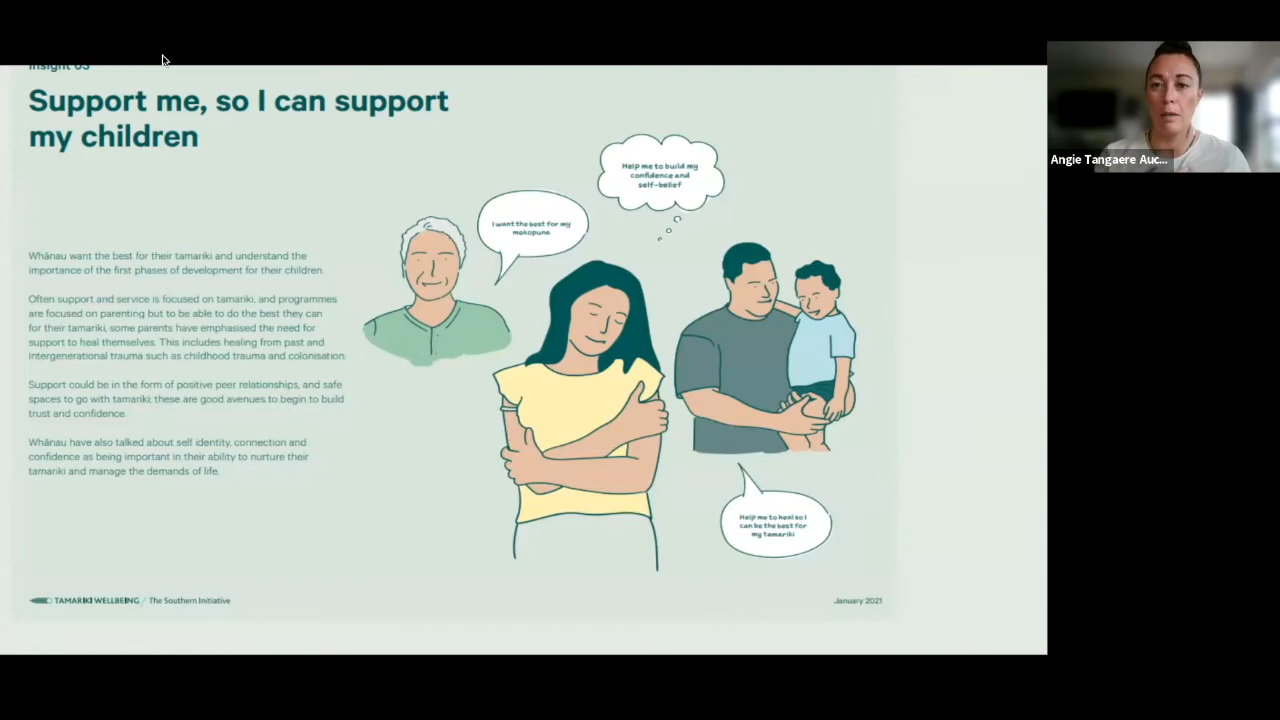 Insight 03
Support me, so I can support
my children
Help me to build my
confidence and
self-belief
I want the best for my
mokopuna
Whānau want the best for their tamariki and understand the
importance of the first phases of development for their children.
Often support and service is focused on tamariki, and programmes
are focused on parenting but to be able to do the best they can
for their tamariki, some parents have emphasised the need for
support to heal themselves. This includes healing from past and
intergenerational trauma such as childhood trauma and colonisation.
Support could be in the form of positive peer relationships, and safe
spaces to go with tamariki; these are good avenues to begin to build
trust and confidence.
Whānau have also talked about self identity, connection and
confidence as being important in their ability to nurture their
tamariki and manage the demands of life.
Help me to heal so I
can be the best for
my tamariki
TAMARIKI WELLBEING / The Southern Initiative
January 2021
Angie Tangaere Auc...